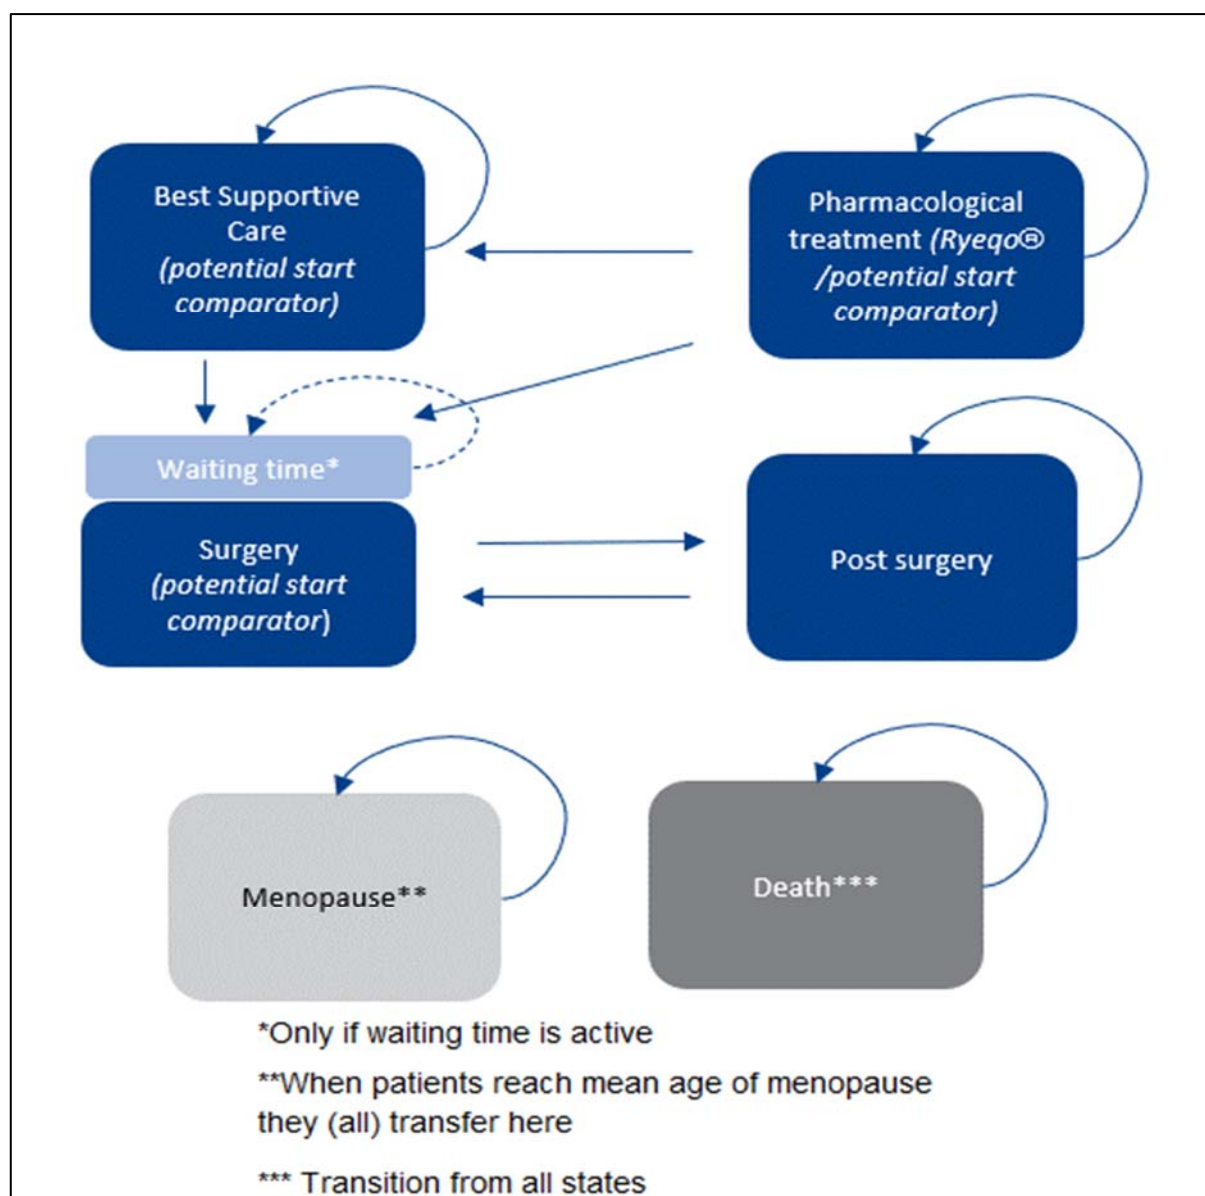 Best Supportive
Care
(potential start
comparator)
Pharmacological
treatment (Ryeqo®
/potential start
comparator)
Waiting time*
Surgery
(potential start
comparator)
Post surgery
Menopause**
Death***
*Only if waiting time is active
**When patients reach mean age of menopause
they (all) transfer here
*** Transition from all states